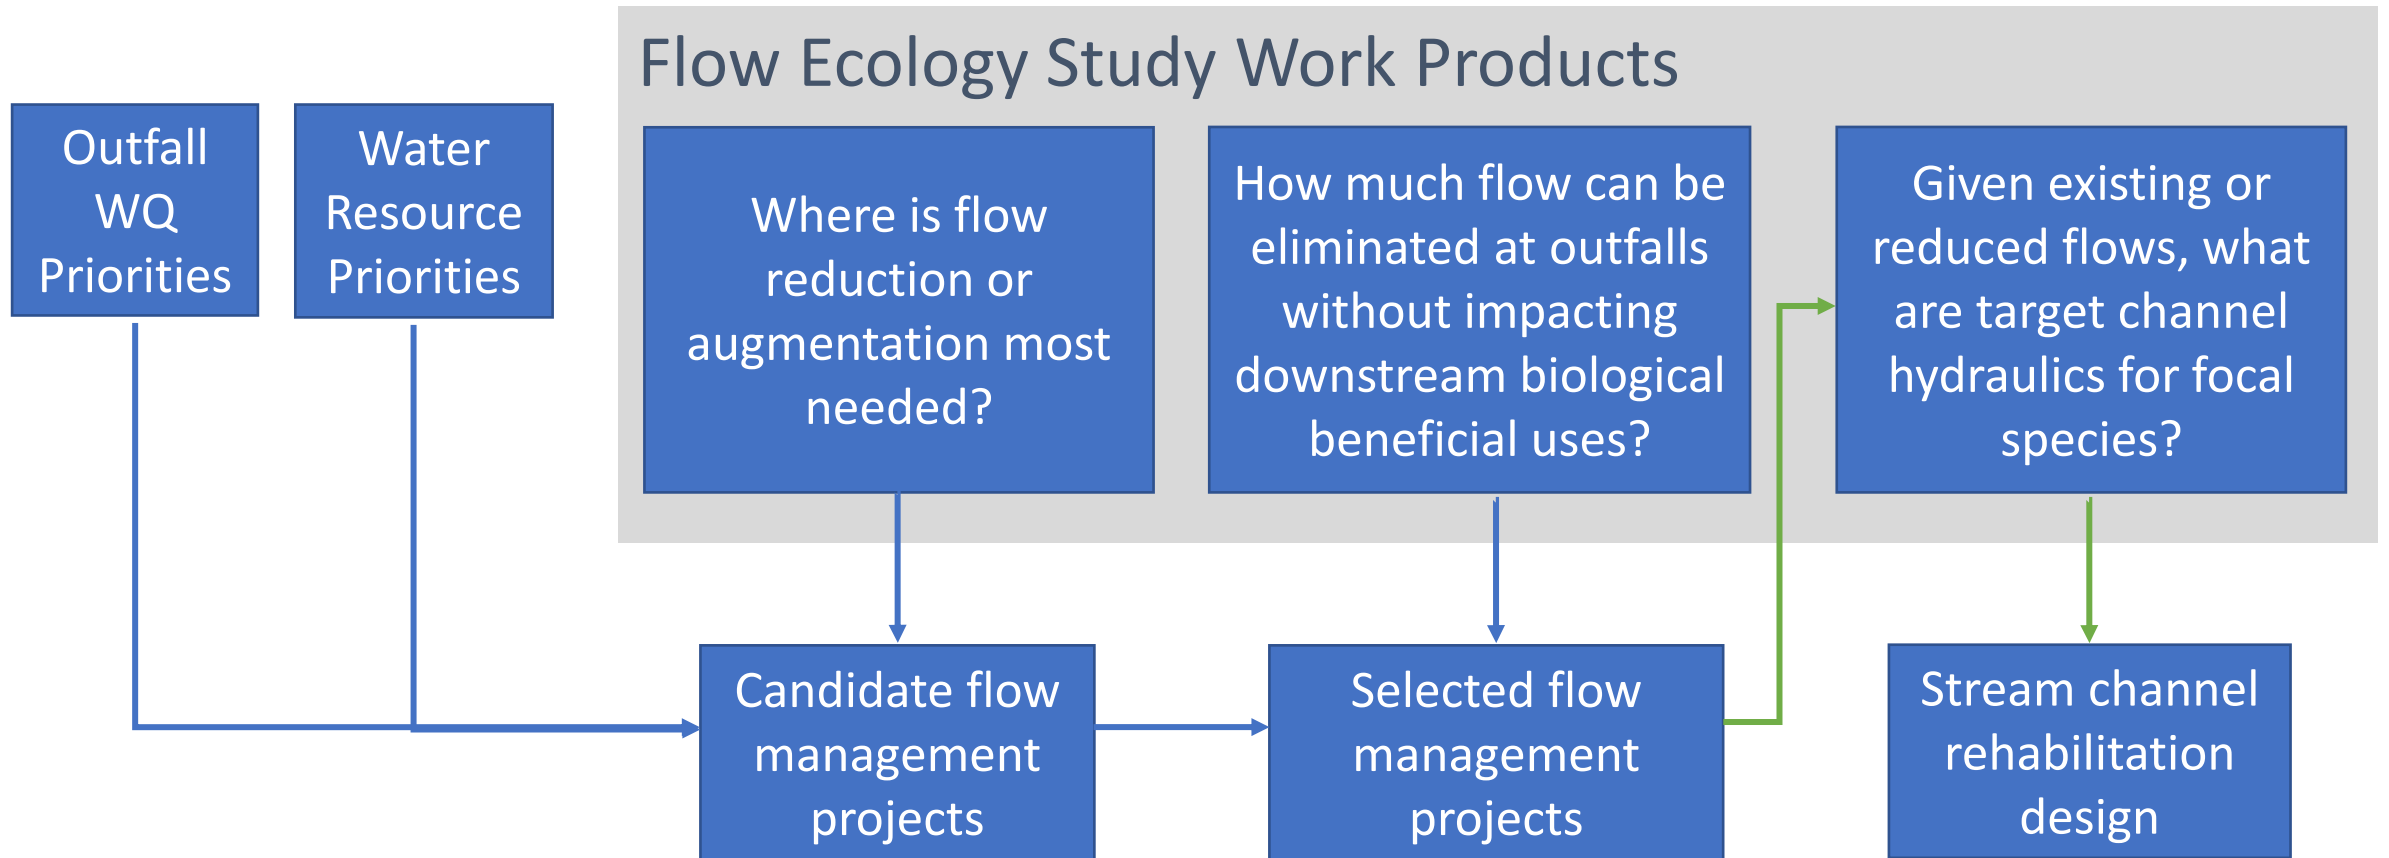 Flow Ecology Study Work Products
Outfall
WQ
Priorities
Water
Resource
Priorities
Where is flow
reduction or
augmentation most
needed?
How much flow can be
eliminated at outfalls
without impacting
downstream biological
beneficial uses?
Given existing or
reduced flows, what
are target channel
hydraulics for focal
species?
Candidate flow
management
projects
Selected flow
management
projects
Stream channel
rehabilitation
design